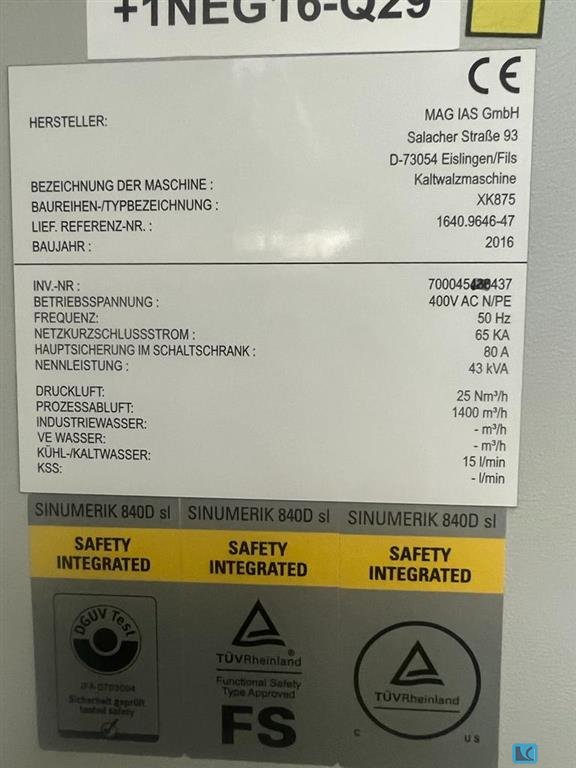 +1NEG16-Q29
CE
HERSTELLER: MAG IAS GmbH
Salacher Straße 93
D-73054 Eislingen/Fils
BEZEICHNUNG DER MASCHINE : Kaltwalzmaschine
BAUREIHEN-/TYPBEZEICHNUNG : XK875
LIEF. REFERENZ-NR. : 1640.9646-47
BAUJAHR : 2016
INV.-NR : 
BETRIEBSSPANNUNG : 400V AC N/PE
FREQUENZ: 50 Hz
NETZKURZSCHLUSSSTROM : 65 KA
HAUPTSICHERUNG IM SCHALTSCHRANK : 80 A
NENNLEISTUNG : 43 kVA
DRUCKLUFT: 25 Nm³/h
PROZESSABLUFT: 1400 m³/h
INDUSTRIEWASSER: - m³/h
VE WASSER: - m³/h
KÜHL-/KALTWASSER: 15 l/min
KSS: - l/min
SINUMERIK 840D sl SINUMERIK 840D sl SINUMERIK 840D sl
SAFETY INTEGRATED SAFETY INTEGRATED SAFETY INTEGRATED
DGUV Test
Sicherheit geprüft
tested safety
TÜVRheinland
Functional Safety
Type Approved
FS
TÜVRheinland
C US